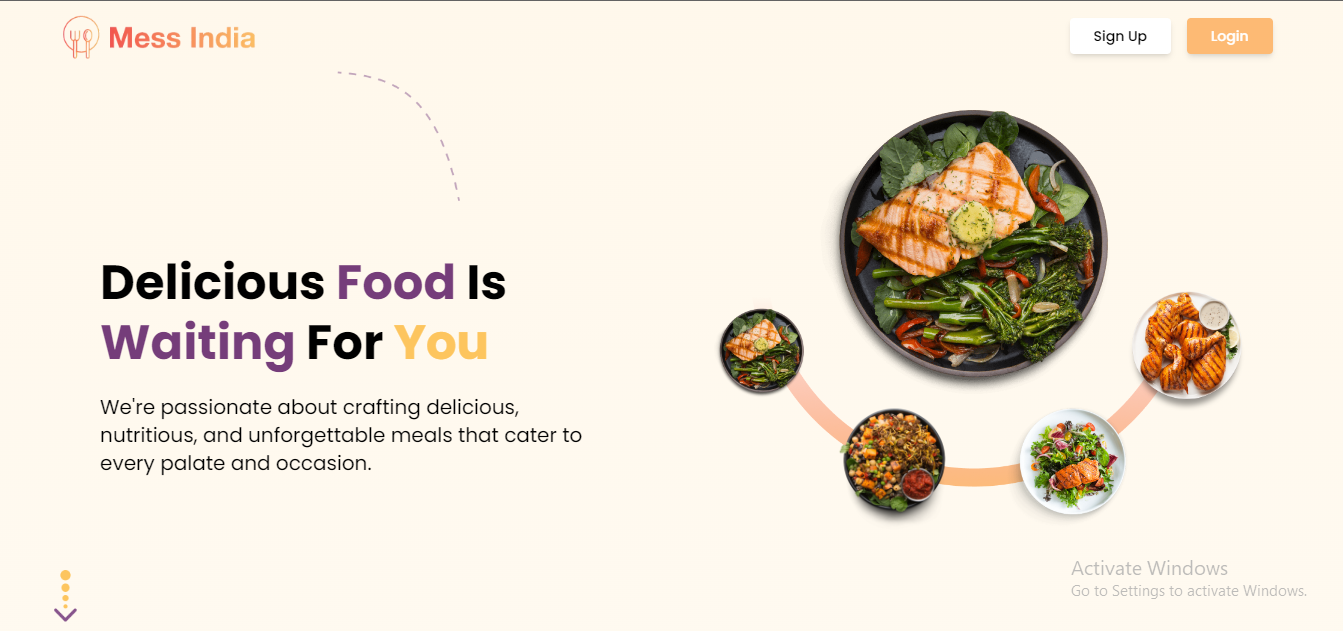 Mess India
Sign Up
Login
Delicious Food Is
Waiting For You
We're passionate about crafting delicious,
nutritious, and unforgettable meals that cater to
every palate and occasion.
Activate Windows
Go to Settings to activate Windows.